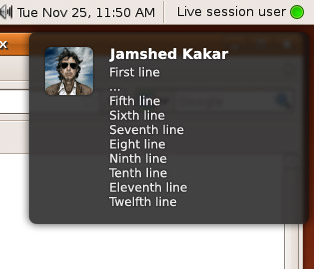 Tue Nov 25, 11:50 AM Live session user
x
Jamshed Kakar
First line
...
Fifth line
Sixth line
Seventh line
Eight line
Ninth line
Tenth line
Eleventh line
Twelfth line